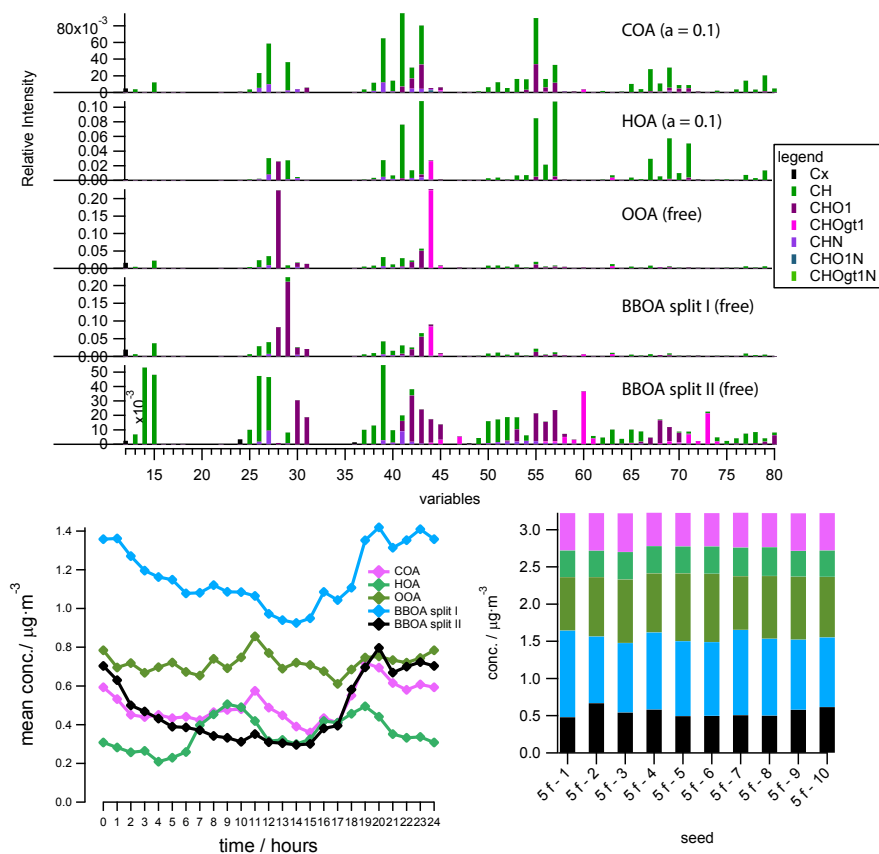 80x10⁻³
60
40
20
0
COA (a = 0.1)
Relative Intensity
0.10
0.08
0.06
0.04
0.02
0.00
HOA (a = 0.1)
legend
Cx
CH
CHO1
CHOgt1
CHN
CHO1N
CHOgt1N
0.20
0.15
0.10
0.05
0.00
OOA (free)
0.20
0.15
0.10
0.05
0.00
BBOA split I (free)
50
40
30
20
10
0
x10⁻³
BBOA split II (free)
15 20 25 30 35 40 45 50 55 60 65 70 75 80
variables
mean conc./ μg·m⁻³
1.4
1.2
1.0
0.8
0.6
0.4
0.2
0.0
COA
HOA
OOA
BBOA split I
BBOA split II
0 1 2 3 4 5 6 7 8 9 10 11 12 13 14 15 16 17 18 19 20 21 22 23 24
time / hours
conc. / μg·m⁻³
3.0
2.5
2.0
1.5
1.0
0.5
0.0
5 f - 1
5 f - 2
5 f - 3
5 f - 4
5 f - 5
5 f - 6
5 f - 7
5 f - 8
5 f - 9
5 f - 10
seed